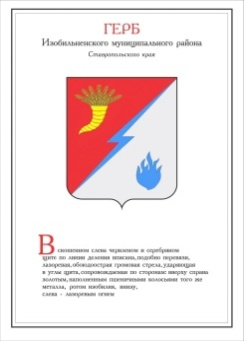 ГЕРБ
Изобильненского муниципального района
Ставропольского края
В скошенном слева червленом и серебряном
щите по линии деления вписана, подобно перевязи,
лазоревая, обоюдоострая громовая стрела, ударяющая
в углы щита, сопровождаемая по сторонам: вверху справа
золотым, наполненным пшеничными колосьями того же
металла, рогом изобилия, внизу,
слева - лазоревым огнем